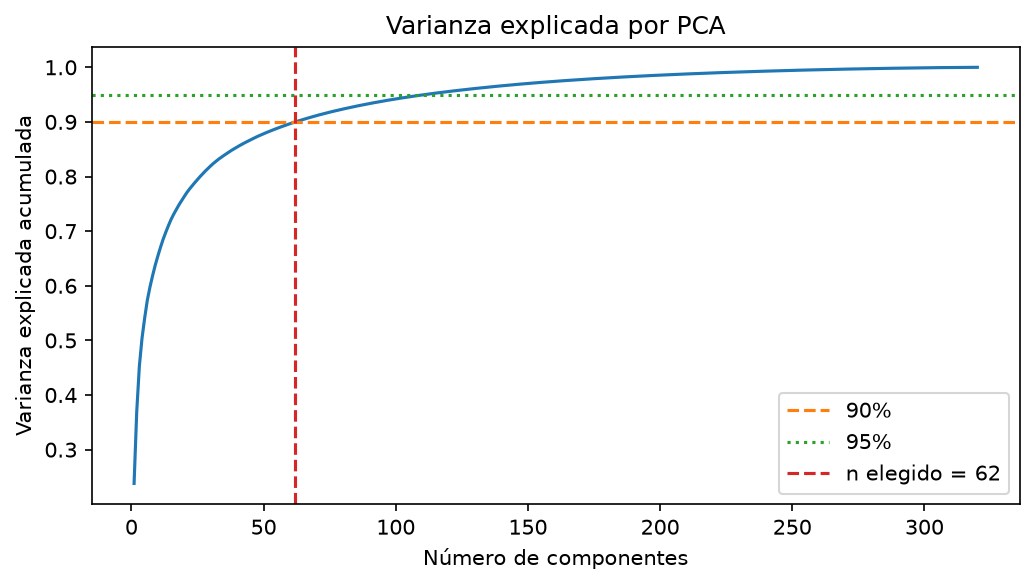 Varianza explicada por PCA
Varianza explicada acumulada
1.0
0.9
0.8
0.7
0.6
0.5
0.4
0.3
90%
95%
n elegido = 62
0 50 100 150 200 250 300
Número de componentes